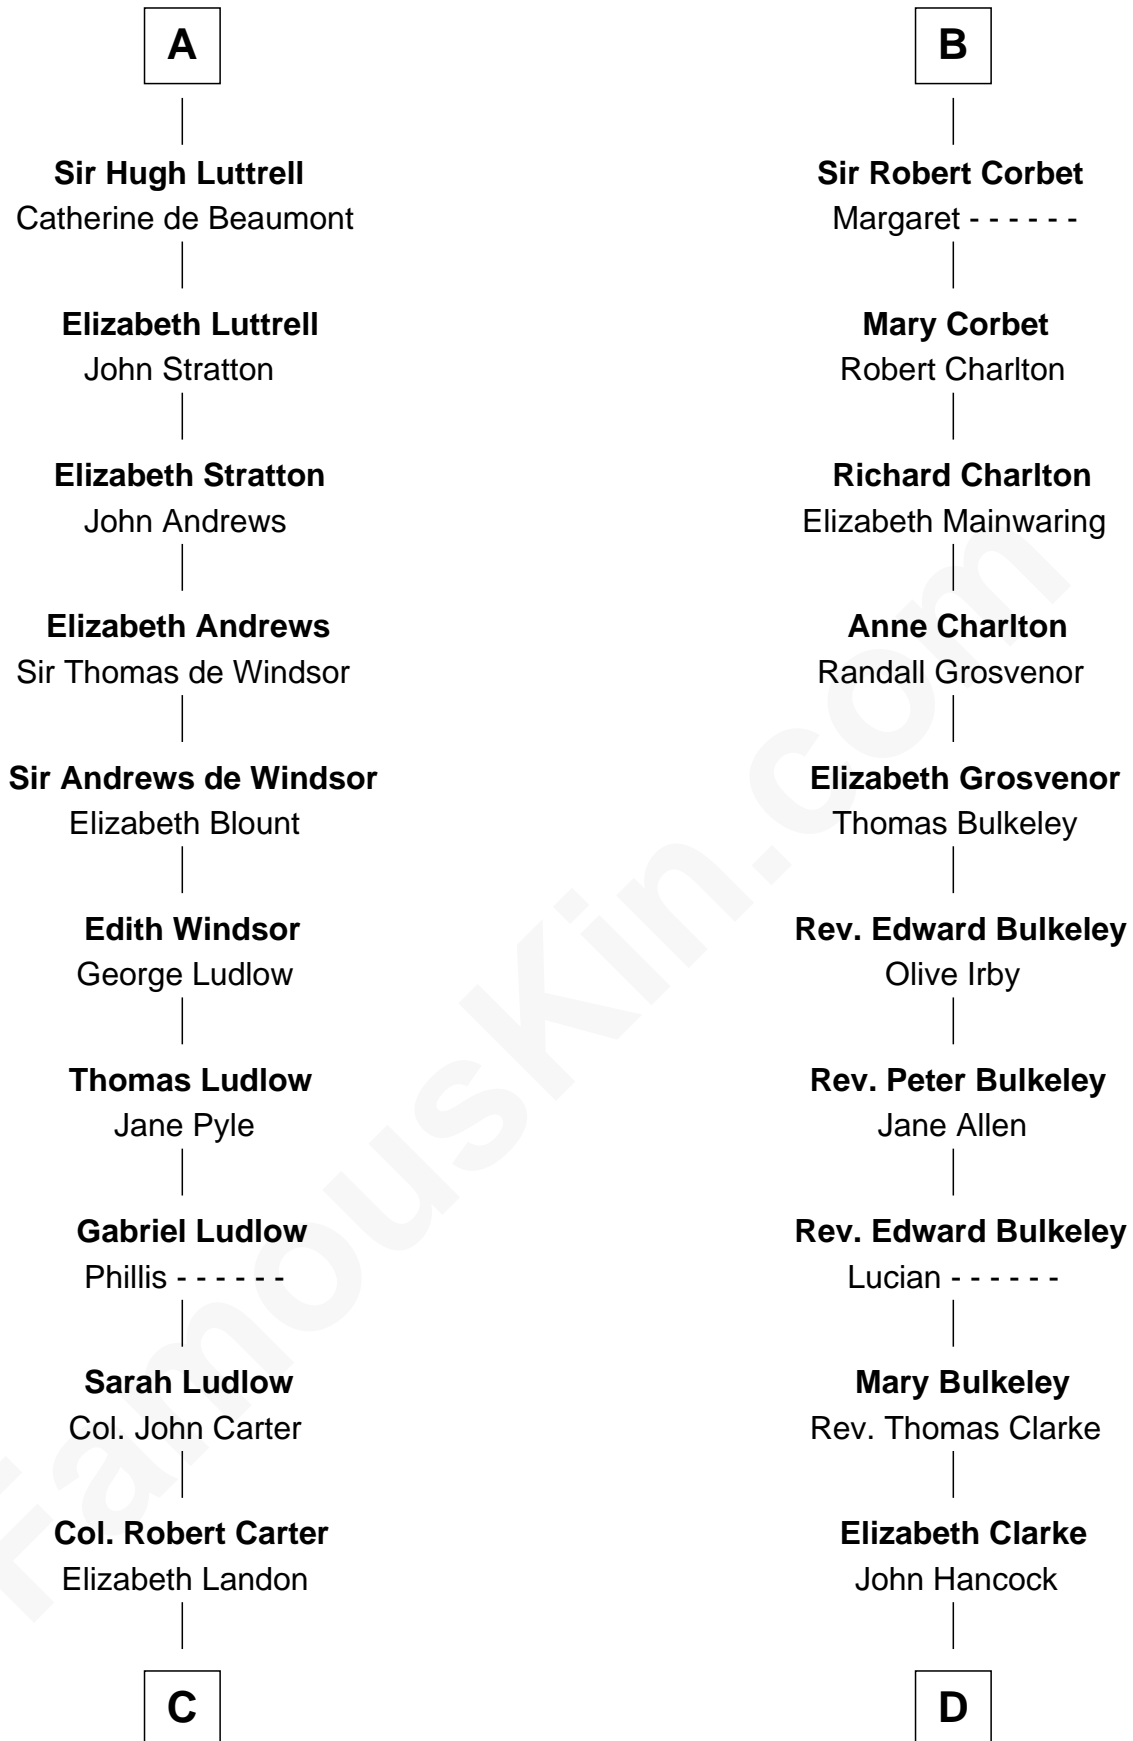 A
Sir Hugh Luttrell
Catherine de Beaumont
Elizabeth Luttrell
John Stratton
Elizabeth Stratton
John Andrews
Elizabeth Andrews
Sir Thomas de Windsor
Sir Andrews de Windsor
Elizabeth Blount
Edith Windsor
George Ludlow
Thomas Ludlow
Jane Pyle
Gabriel Ludlow
Phillis - - - - - -
Sarah Ludlow
Col. John Carter
Col. Robert Carter
Elizabeth Landon
C
B
Sir Robert Corbet
Margaret - - - - - -
Mary Corbet
Robert Charlton
Richard Charlton
Elizabeth Mainwaring
Anne Charlton
Randall Grosvenor
Elizabeth Grosvenor
Thomas Bulkeley
Rev. Edward Bulkeley
Olive Irby
Rev. Peter Bulkeley
Jane Allen
Rev. Edward Bulkeley
Lucian - - - - - -
Mary Bulkeley
Rev. Thomas Clarke
Elizabeth Clarke
John Hancock
D
FamousKin.com